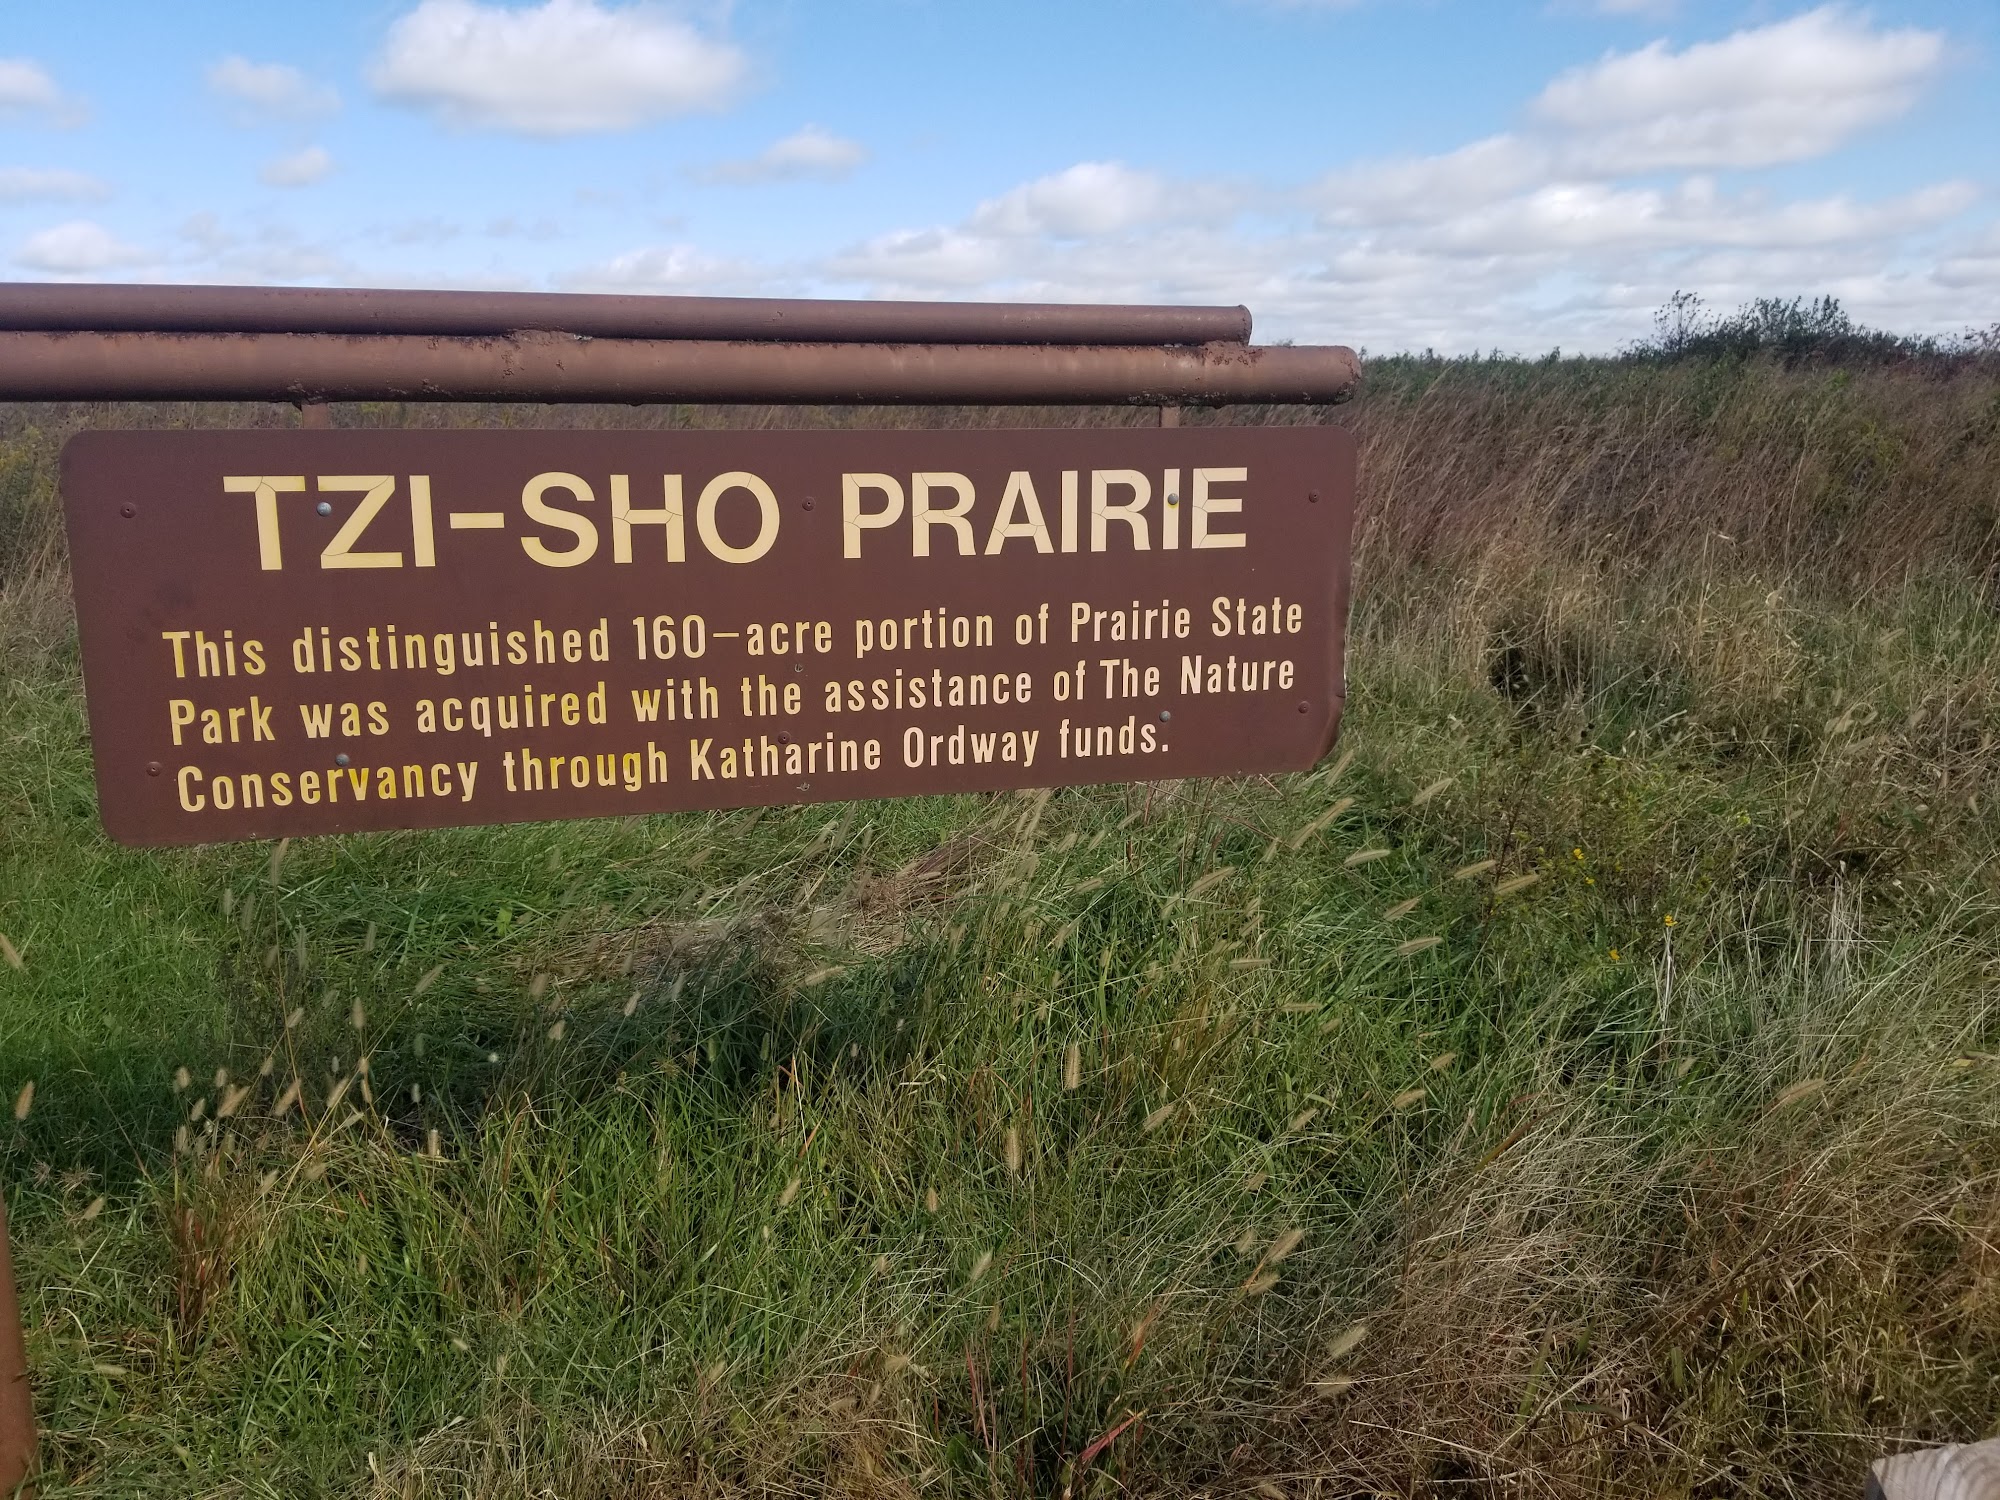 TZI-SHO PRAIRIE
This distinguished 160-acre portion of Prairie State
Park was acquired with the assistance of The Nature
Conservancy through Katharine Ordway funds.